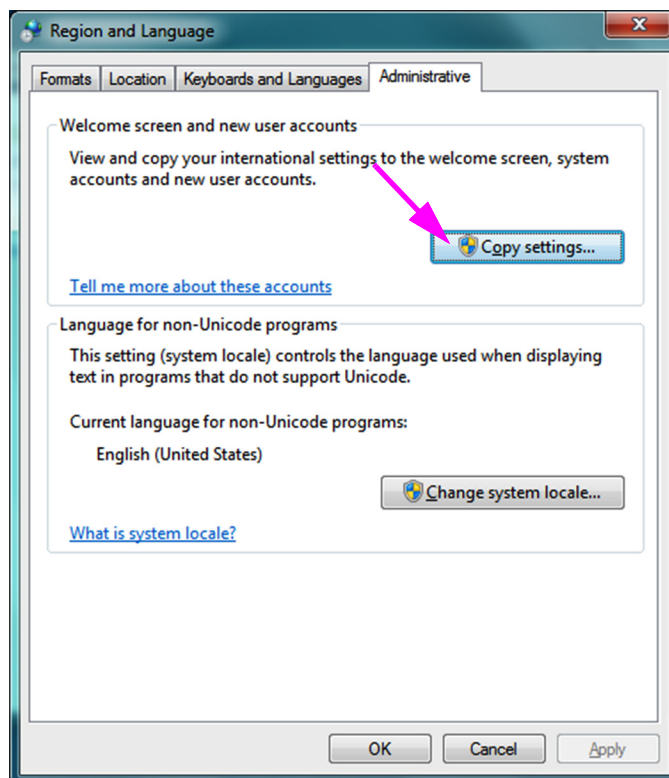 Region and Language
Formats Location Keyboards and Languages Administrative
Welcome screen and new user accounts
View and copy your international settings to the welcome screen, system
accounts and new user accounts.
Copy settings...
Tell me more about these accounts
Language for non-Unicode programs
This setting (system locale) controls the language used when displaying
text in programs that do not support Unicode.
Current language for non-Unicode programs:
English (United States)
Change system locale...
What is system locale?
OK Cancel Apply